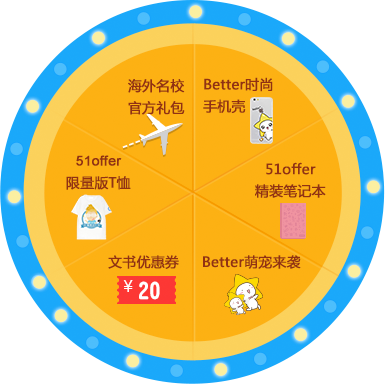 海外名校
官方礼包
Better时尚
手机壳
51offer
限量版T恤
51offer
精装笔记本
文书优惠券
¥20
Better萌宠来袭